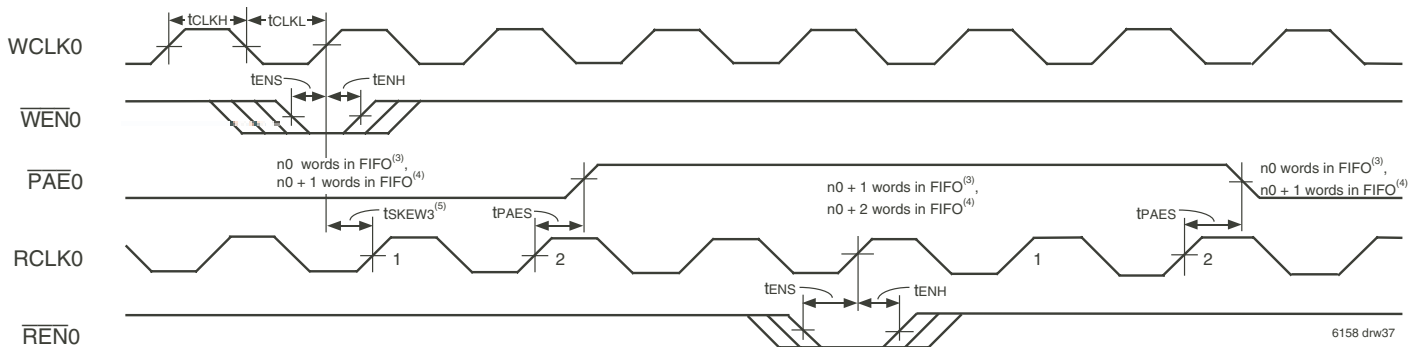 tCLKH tCLKL
WCLK0
tENS tENH
WEN0
n0 words in FIFO(3),
n0 + 1 words in FIFO(4)
PAE0
n0 + 1 words in FIFO(3),
n0 + 2 words in FIFO(4)
n0 words in FIFO(3),
n0 + 1 words in FIFO(4)
tSKEW3(5) tPAES tPAES
RCLK0 1 2 1 2
tENS tENH
REN0
6158 drw37